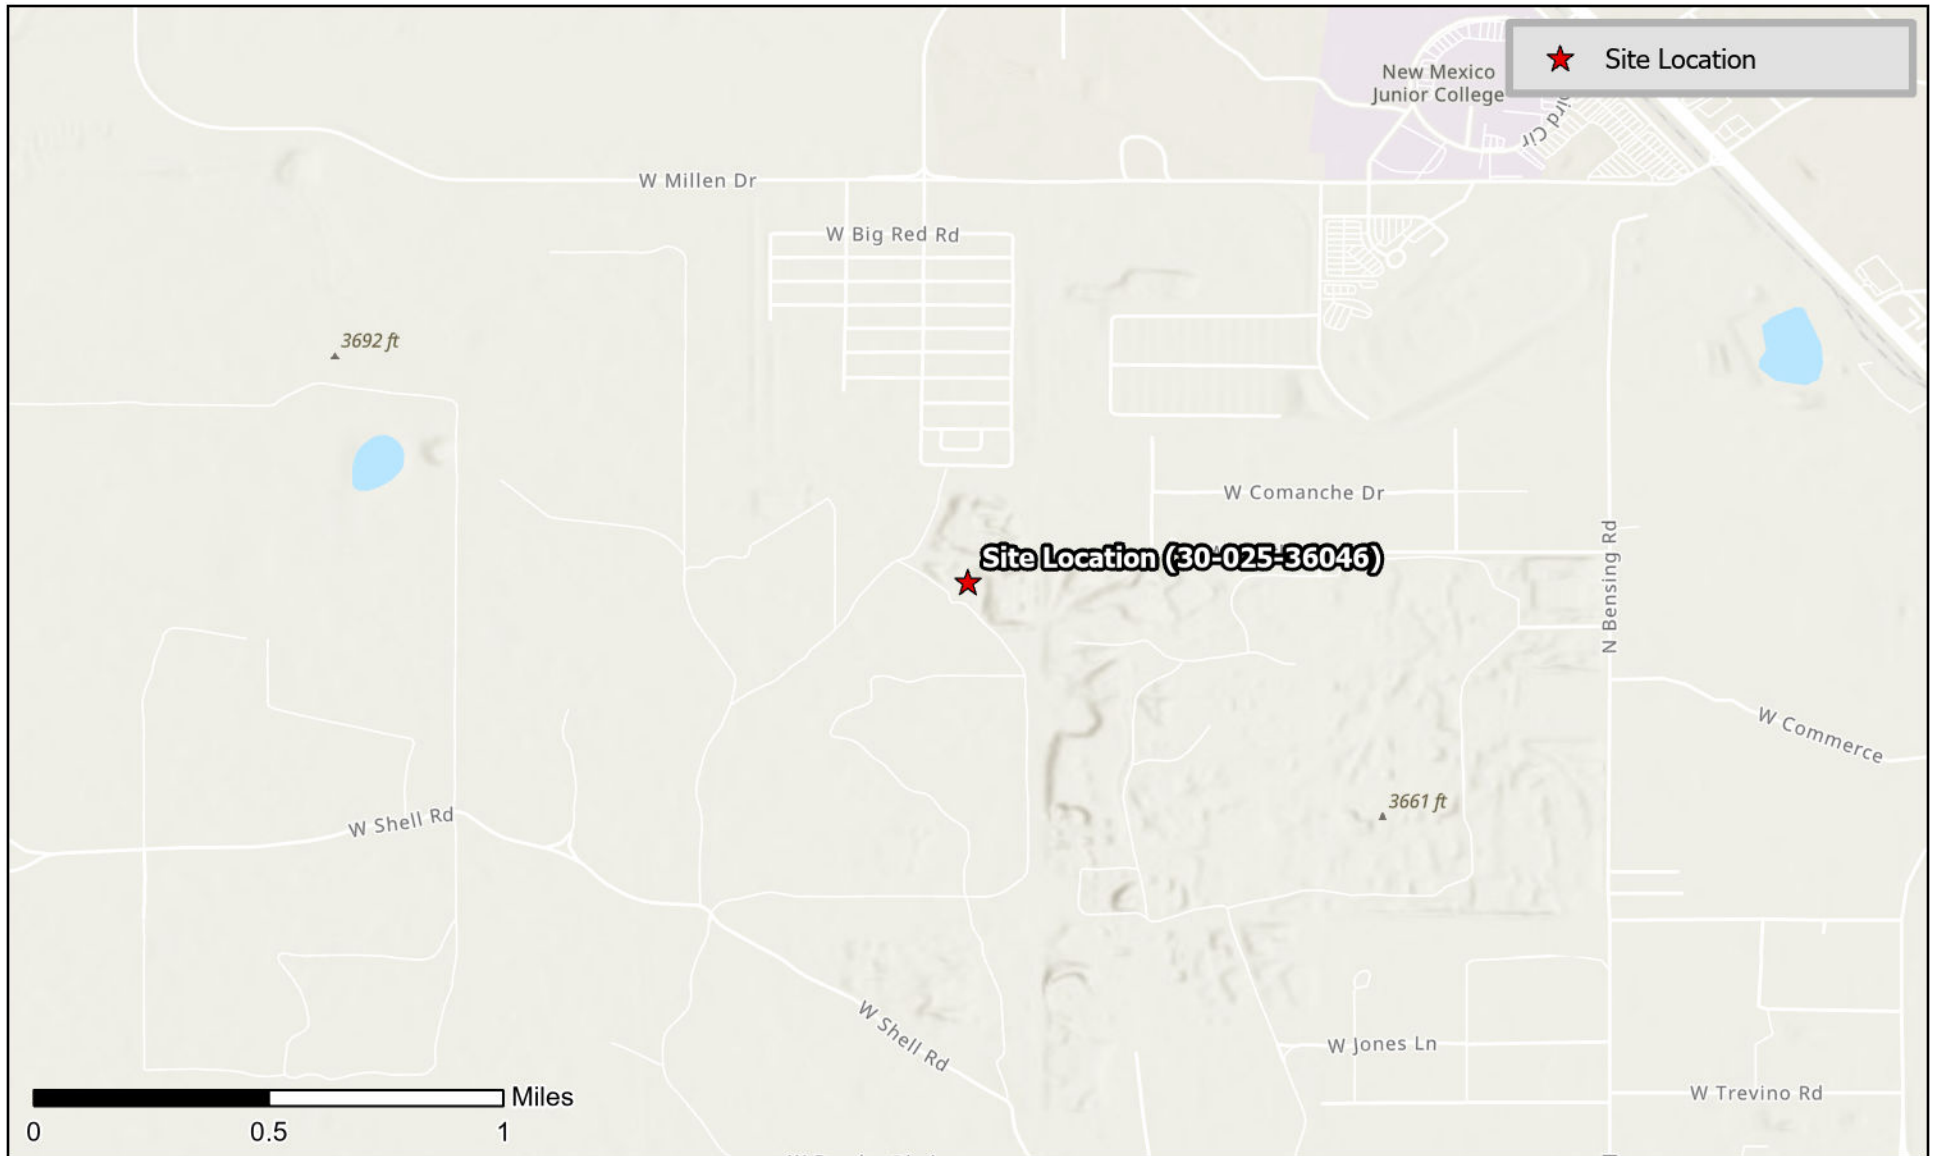 Site Location
New Mexico
Junior College
W Millen Dr
W Big Red Rd
3692 ft
W Comanche Dr
Site Location (30-025-36046)
N Bensing Rd
W Commerce
3661 ft
W Shell Rd
W Shell Rd
W Jones Ln
W Trevino Rd
Miles
0 0.5 1